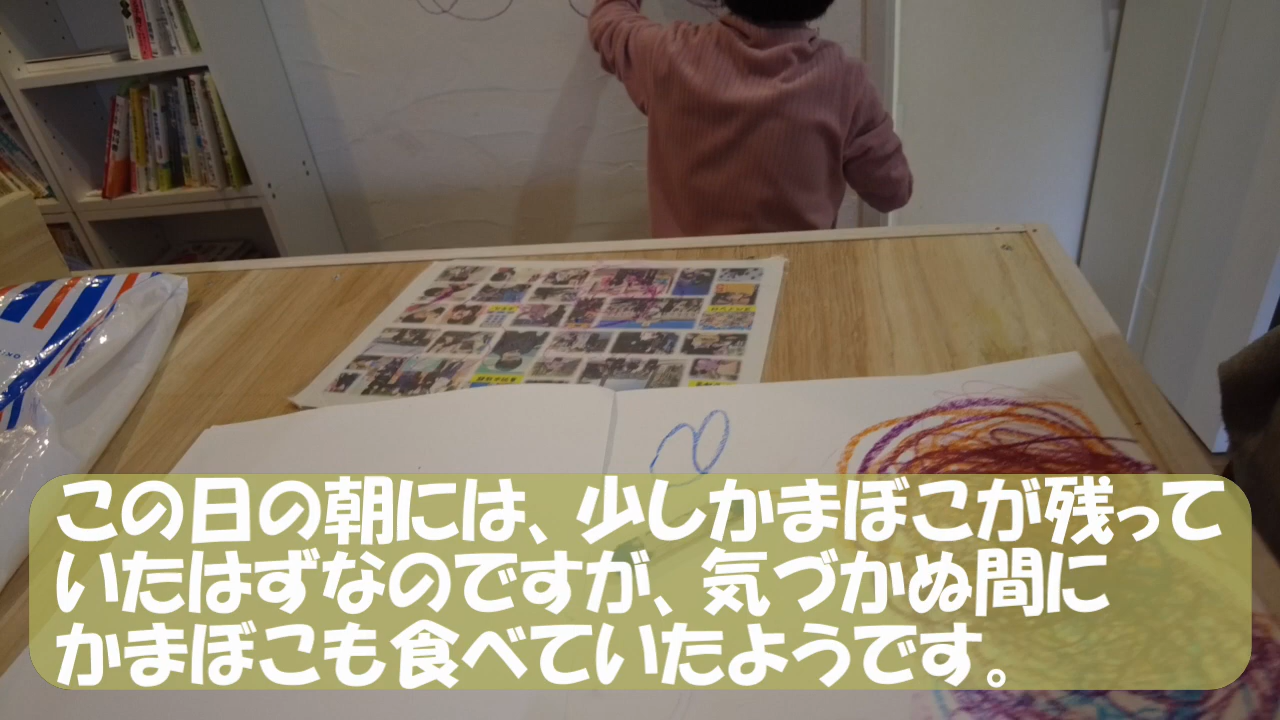 この日の朝には、少しかまぼこが残って
いたはずなのですが、気づかぬ間に
かまぼこも食べていたようです。